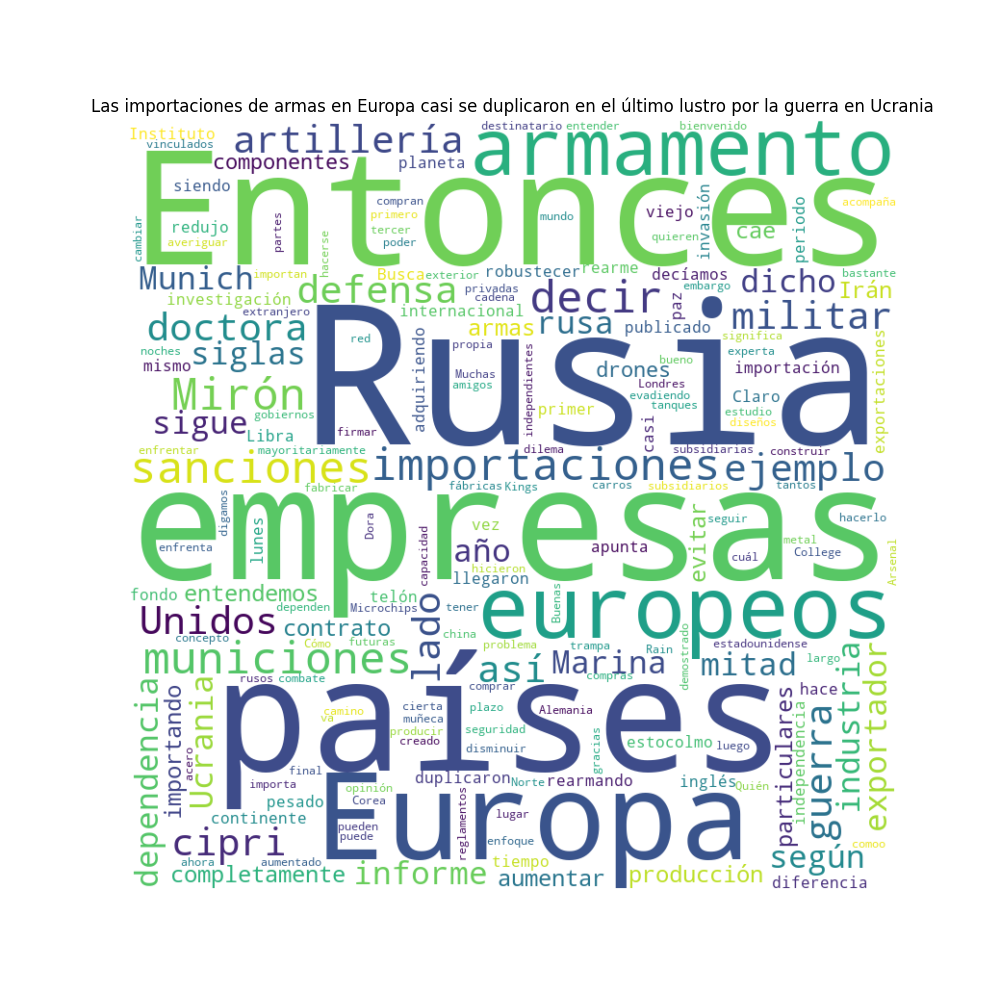 Las importaciones de armas en Europa casi se duplicaron en el último lustro por la guerra en Ucrania
Instituto
vinculados
artillería
destinatario
entender
bienvenido
armamento
componentes
planeta
Entonces
siendo
compran
primero
tercer
poder
mundo
viejo
invasión
quieren
cae
periodo
acompaña
cambiar
redujo
averiguar
partes
hacerse
Munich
importan
defensa
Busca
exterior
robustecer
rearme
decíamos
dicho
bastante
Irán
investigación
extranjero
internacional
privadas
cadena
decir
embargo
paz
militar
doctora
siglas
red
armas
rusa
publicado
significa
noches
mismo
Rusia
adquiriendo
propia
Muchas
amigos
independientes
drones
bueno
experta
importación
exportaciones
Mirón
Londres
evadiendo
tanques
Claro
estudio
diseños
sigue
gobiernos
Libra
firmar
mayoritariamente
primer
dilema
casi
subsidiarias
construir
enfrentar
sanciones
importaciones
ejemplo
fabricar
fábricas
Kings
carros
subsidiarios
tantos
empresas
digamos
lunes
enfrenta
Dora
capacidad
vez
año
hicieron
llegaron
apunta
evitar
seguir
cuál
metal
College
hacerlo
Arsenal
fondo
entendemos
telón
dependen
Microchips
tener
Buenas
europeos
Unidos
contrato
lado
china
concepto
Cómo
futuras
problema
trampa
Rain
demostrado
estadounidense
municiones
rusos
combate
así
Marina
compras
mitad
largo
industria
exportador
dependencia
importando
acero
Ucrania
países
camino
va
producir
creado
cierta
muñeca
comprar
plazo
seguridad
disminuir
Alemania
gracias
estocolmo
luego
particulares
hace
independencia
guerra
final
importa
opinión
Corea
duplicaron
Norte
rearmando
inglés
Quién
pesado
continente
Europa
pueden
puede
reglamentos
lugar
enfoque
cipri
según
comoo
ahora
aumentado
completamente
informe
tiempo
aumentar
producción
diferencia